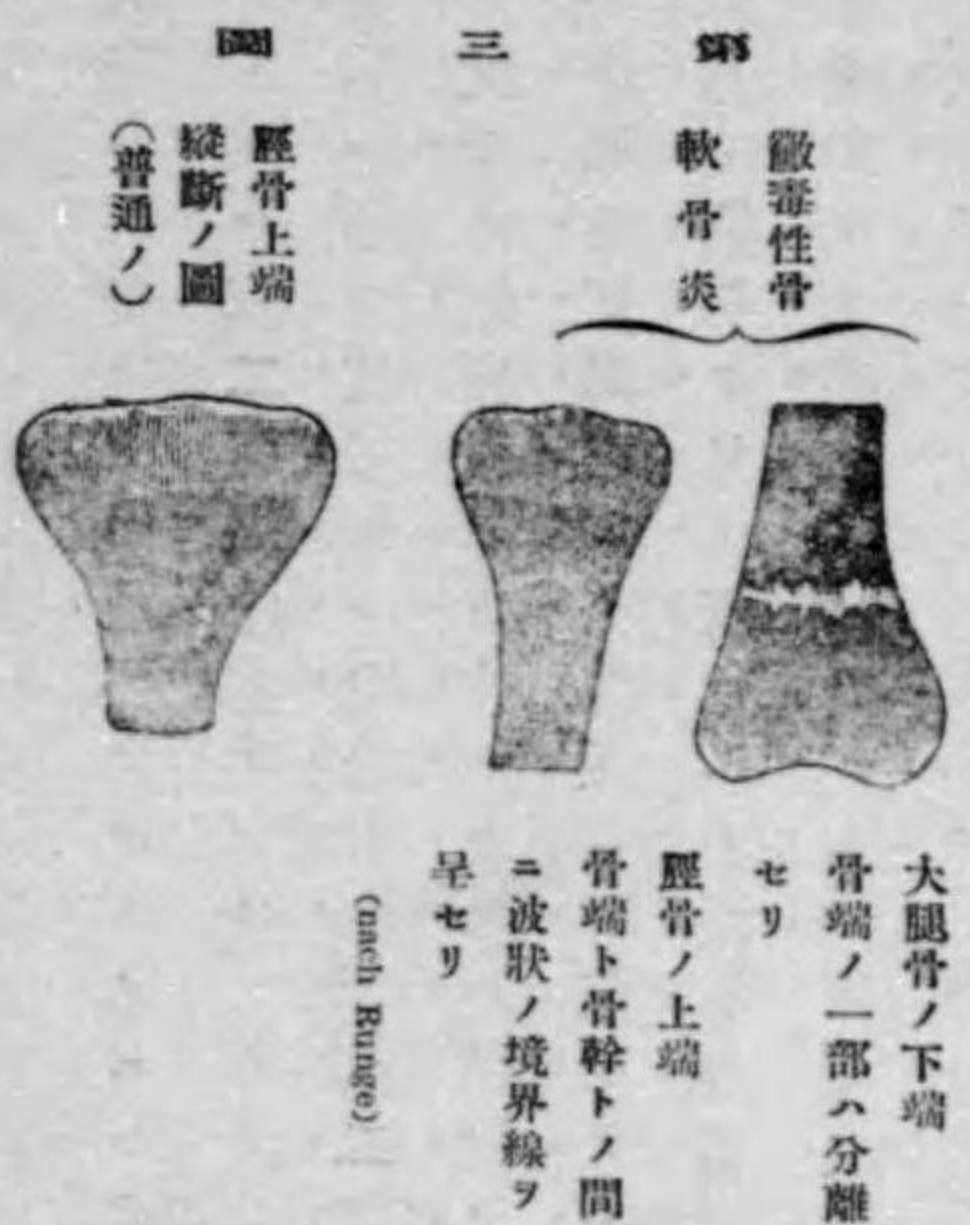 第三圖
黴毒性骨
軟骨炎
大腿骨ノ下端
骨端ノ一部ハ分離
セリ
脛骨ノ上端
骨端ト骨幹トノ間
ニ波狀ノ境界線ヲ
呈セリ
脛骨上端
縱斷ノ圖
(普通ノ)
(nach Runge)